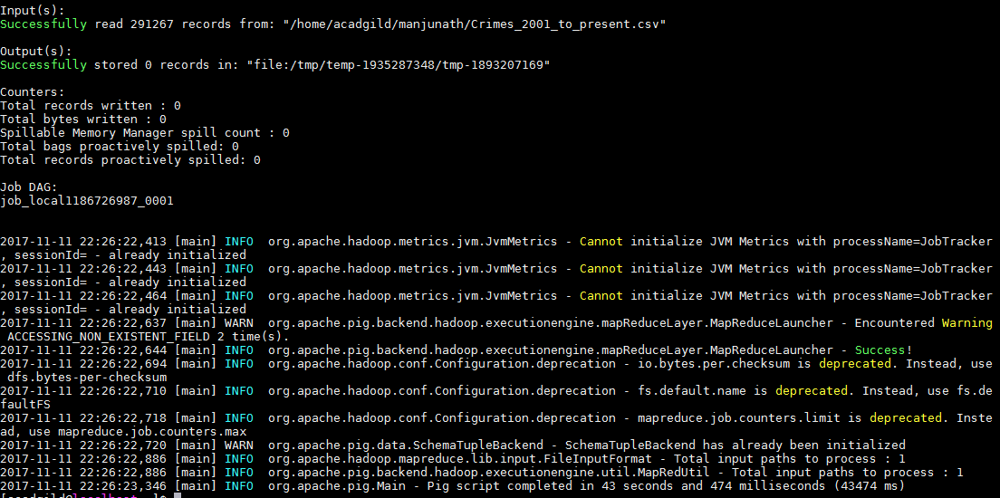 Input(s):
Successfully read 291267 records from: "/home/acadgild/manjunath/Crimes_2001_to_present.csv"
Output(s):
Successfully stored 0 records in: "file:/tmp/temp-1935287348/tmp-1893207169"
Counters:
Total records written : 0
Total bytes written : 0
Spillable Memory Manager spill count : 0
Total bags proactively spilled: 0
Total records proactively spilled: 0
Job DAG:
job_local1186726987_0001
2017-11-11 22:26:22,413 [main] INFO  org.apache.hadoop.metrics.jvm.JvmMetrics - Cannot initialize JVM Metrics with processName=JobTracker
, sessionId= - already initialized
2017-11-11 22:26:22,443 [main] INFO  org.apache.hadoop.metrics.jvm.JvmMetrics - Cannot initialize JVM Metrics with processName=JobTracker
, sessionId= - already initialized
2017-11-11 22:26:22,464 [main] INFO  org.apache.hadoop.metrics.jvm.JvmMetrics - Cannot initialize JVM Metrics with processName=JobTracker
, sessionId= - already initialized
2017-11-11 22:26:22,637 [main] WARN  org.apache.pig.backend.hadoop.executionengine.mapReduceLayer.MapReduceLauncher - Encountered Warning
 ACCESSING_NON_EXISTENT_FIELD 2 time(s).
2017-11-11 22:26:22,644 [main] INFO  org.apache.pig.backend.hadoop.executionengine.mapReduceLayer.MapReduceLauncher - Success!
2017-11-11 22:26:22,694 [main] INFO  org.apache.hadoop.conf.Configuration.deprecation - io.bytes.per.checksum is deprecated. Instead, use
 dfs.bytes-per-checksum
2017-11-11 22:26:22,710 [main] INFO  org.apache.hadoop.conf.Configuration.deprecation - fs.default.name is deprecated. Instead, use fs.de
faultFS
2017-11-11 22:26:22,718 [main] INFO  org.apache.hadoop.conf.Configuration.deprecation - mapreduce.job.counters.limit is deprecated. Inste
ad, use mapreduce.job.counters.max
2017-11-11 22:26:22,720 [main] WARN  org.apache.pig.data.SchemaTupleBackend - SchemaTupleBackend has already been initialized
2017-11-11 22:26:22,886 [main] INFO  org.apache.hadoop.mapreduce.lib.input.FileInputFormat - Total input paths to process : 1
2017-11-11 22:26:22,886 [main] INFO  org.apache.pig.backend.hadoop.executionengine.util.MapRedUtil - Total input paths to process : 1
2017-11-11 22:26:23,346 [main] INFO  org.apache.pig.Main - Pig script completed in 43 seconds and 474 milliseconds (43474 ms)